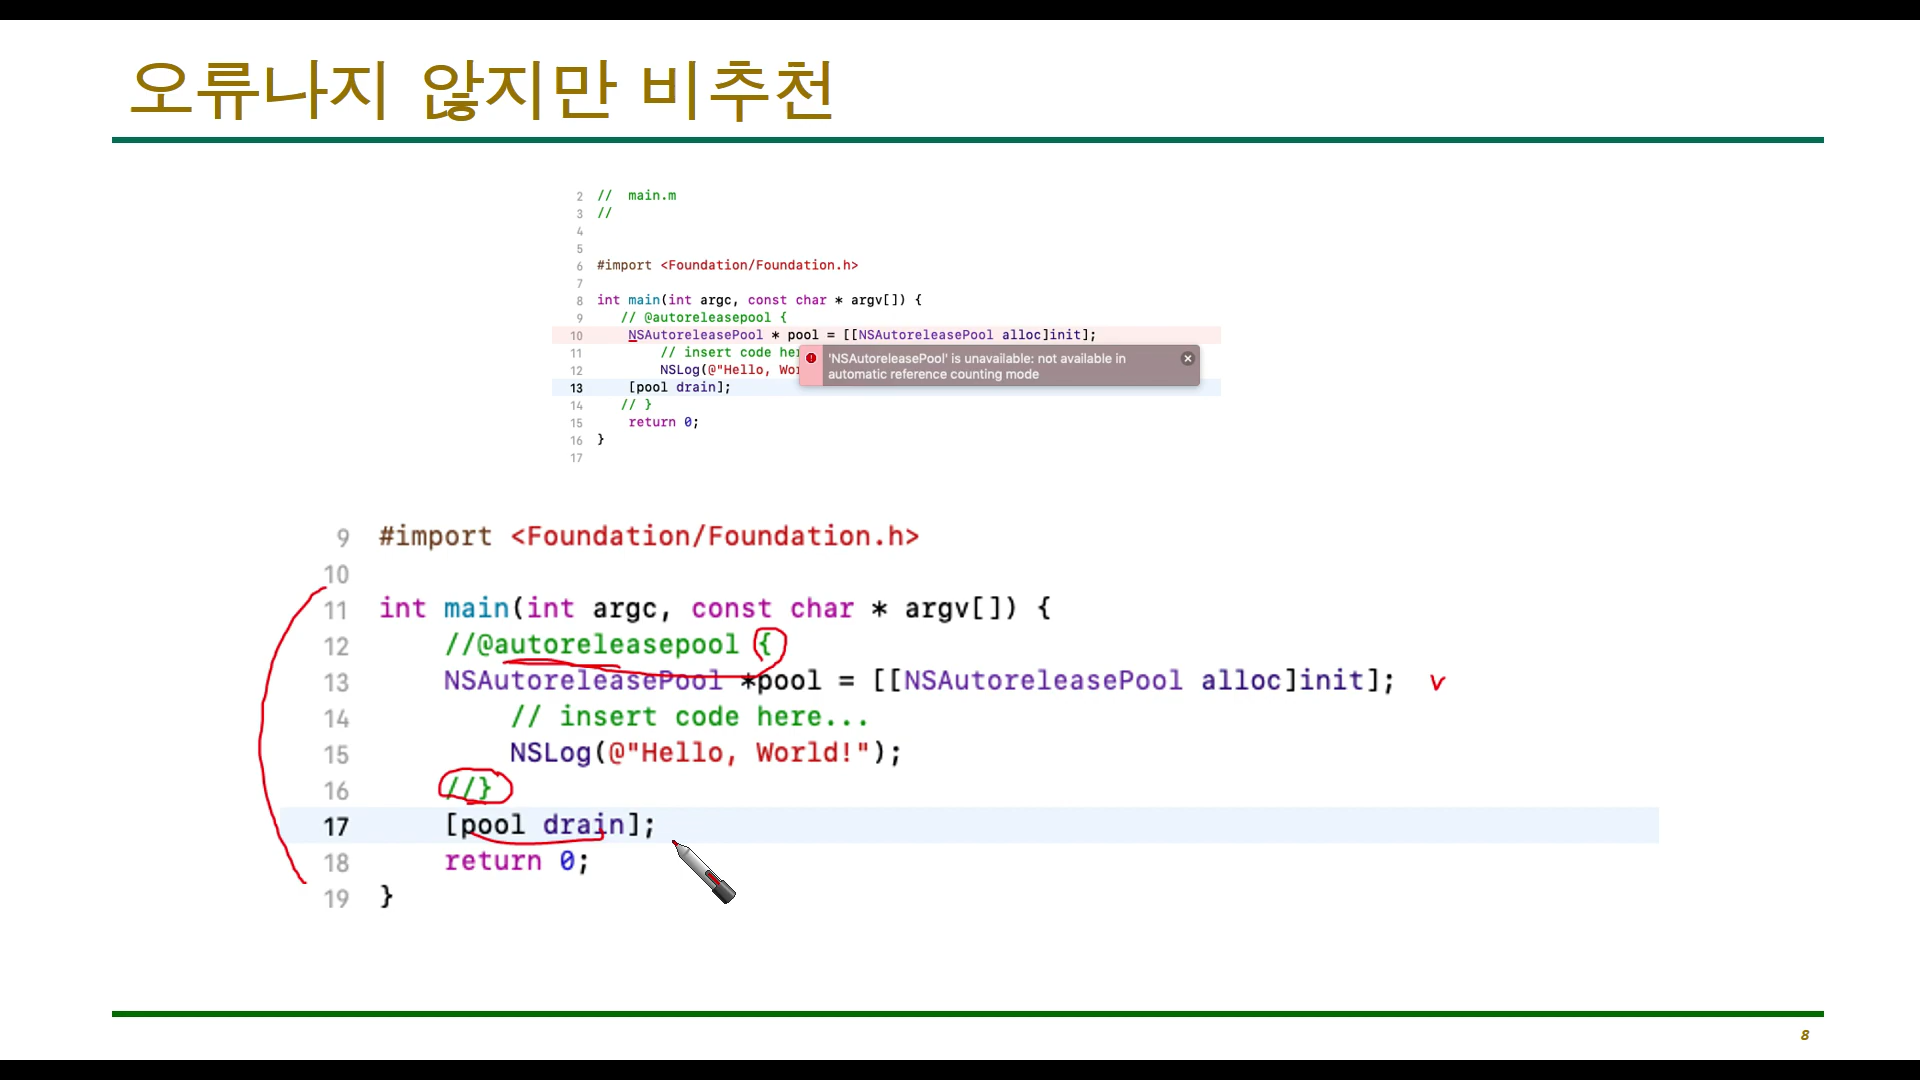 오류나지 않지만 비추천
2 //  main.m
3 //
4
5
6 #import <Foundation/Foundation.h>
7
8 int main(int argc, const char * argv[]) {
9    // @autoreleasepool {
10     NSAutoreleasePool * pool = [[NSAutoreleasePool alloc]init];
'NSAutoreleasePool' is unavailable: not available in
automatic reference counting mode
11         // insert code her
12         NSLog(@"Hello, Wor
13     [pool drain];
14    // }
15     return 0;
16 }
17
9 #import <Foundation/Foundation.h>
10
11 int main(int argc, const char * argv[]) {
12     //@autoreleasepool {
13     NSAutoreleasePool *pool = [[NSAutoreleasePool alloc]init]; v
14         // insert code here...
15         NSLog(@"Hello, World!");
16     //}
17     [pool drain];
18     return 0;
19 }
8